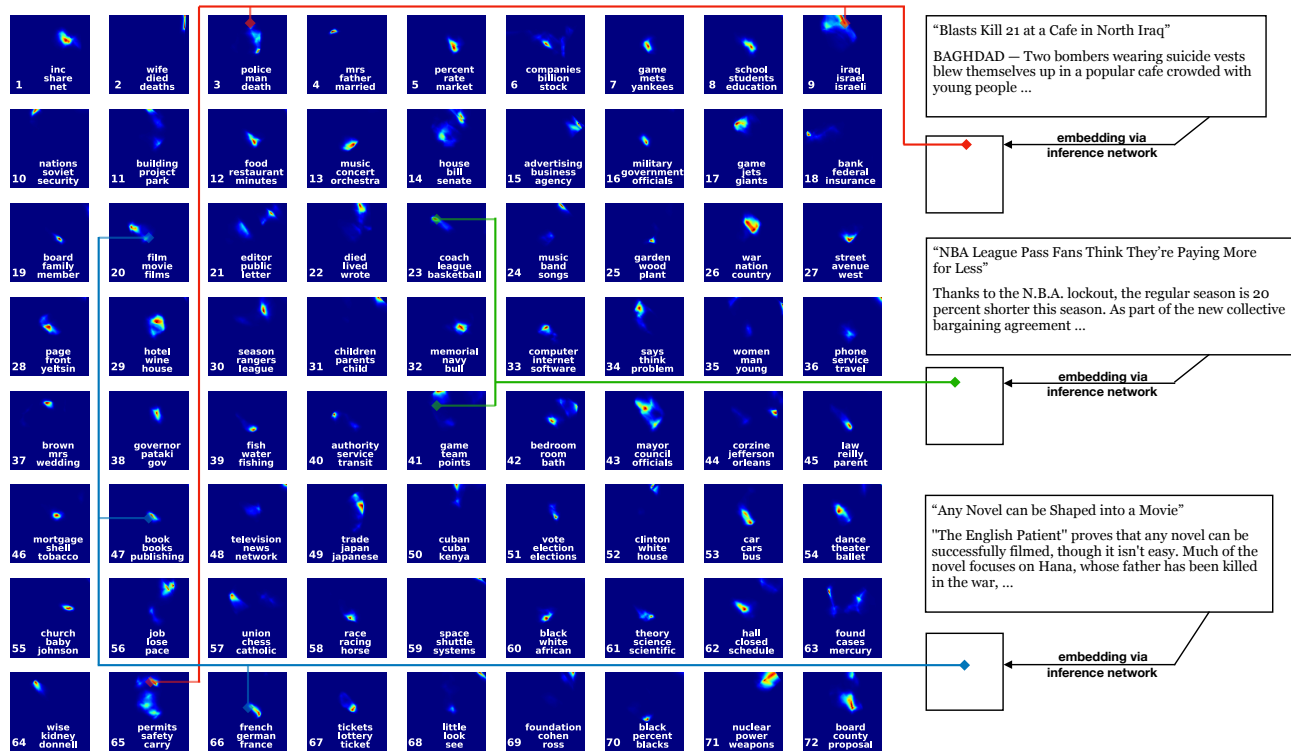 1
inc
share
net
2
wife
died
deaths
3
police
man
death
4
mrs
father
married
5
percent
rate
market
6
companies
billion
stock
7
game
mets
yankees
8
school
students
education
9
iraq
israel
israeli
10
nations
soviet
security
11
building
project
park
12
food
restaurant
minutes
13
music
concert
orchestra
14
house
bill
senate
15
advertising
business
agency
16
military
government
officials
17
game
jets
giants
18
bank
federal
insurance
19
board
family
member
20
film
movie
films
21
editor
public
letter
22
died
lived
wrote
23
coach
league
basketball
24
music
band
songs
25
garden
wood
plant
26
war
nation
country
27
street
avenue
west
28
page
front
yeltsin
29
hotel
wine
house
30
season
rangers
league
31
children
parents
child
32
memorial
navy
bull
33
computer
internet
software
34
says
think
problem
35
women
man
young
36
phone
service
travel
37
brown
mrs
wedding
38
governor
pataki
gov
39
fish
water
fishing
40
authority
service
transit
41
game
team
points
42
bedroom
room
bath
43
mayor
council
officials
44
corzine
jefferson
orleans
45
law
reilly
parent
46
mortgage
shell
tobacco
47
book
books
publishing
48
television
news
network
49
trade
japan
japanese
50
cuban
cuba
kenya
51
vote
election
elections
52
clinton
white
house
53
car
cars
bus
54
dance
theater
ballet
55
church
baby
johnson
56
job
lose
pace
57
union
chess
catholic
58
race
racing
horse
59
space
shuttle
systems
60
black
white
african
61
theory
science
scientific
62
hall
closed
schedule
63
found
cases
mercury
64
wise
kidney
donnell
65
permits
safety
carry
66
french
german
france
67
tickets
lottery
ticket
68
little
look
see
69
foundation
cohen
ross
70
black
percent
blacks
71
nuclear
power
weapons
72
board
county
proposal
“Blasts Kill 21 at a Cafe in North Iraq”
BAGHDAD — Two bombers wearing suicide vests
blew themselves up in a popular cafe crowded with
young people ...
embedding via
inference network
“NBA League Pass Fans Think They’re Paying More
for Less”
Thanks to the N.B.A. lockout, the regular season is 20
percent shorter this season. As part of the new collective
bargaining agreement ...
embedding via
inference network
“Any Novel can be Shaped into a Movie”
"The English Patient" proves that any novel can be
successfully filmed, though it isn't easy. Much of the
novel focuses on Hana, whose father has been killed
in the war, ...
embedding via
inference network